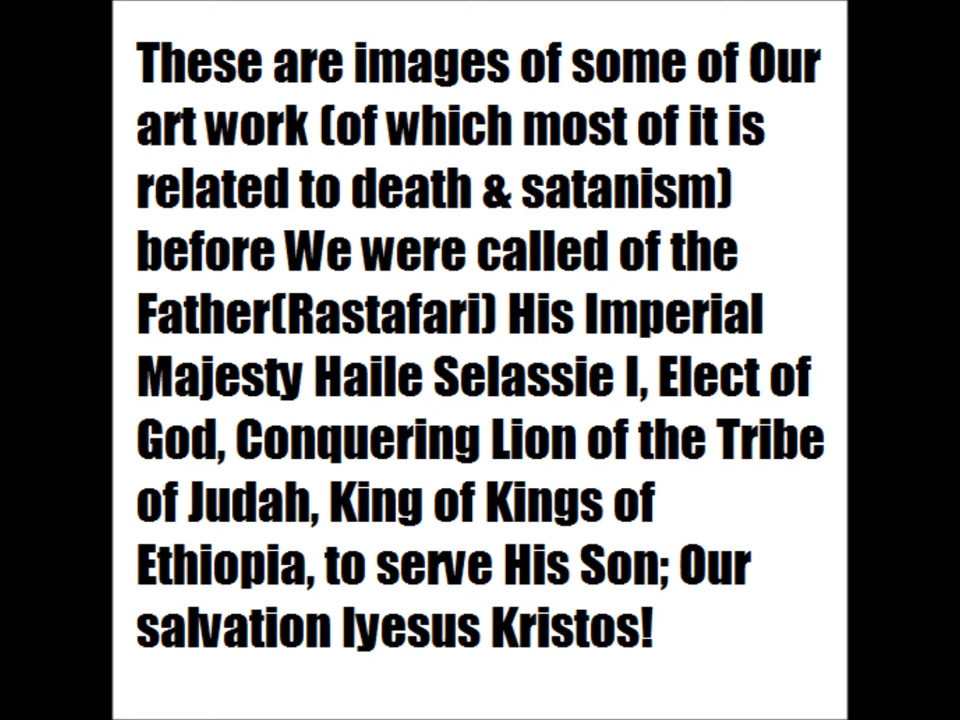 These are images of some of Our
art work (of which most of it is
related to death & satanism)
before We were called of the
Father(Rastafari) His Imperial
Majesty Haile Selassie I, Elect of
God, Conquering Lion of the Tribe
of Judah, King of Kings of
Ethiopia, to serve His Son; Our
salvation Iyesus Kristos!